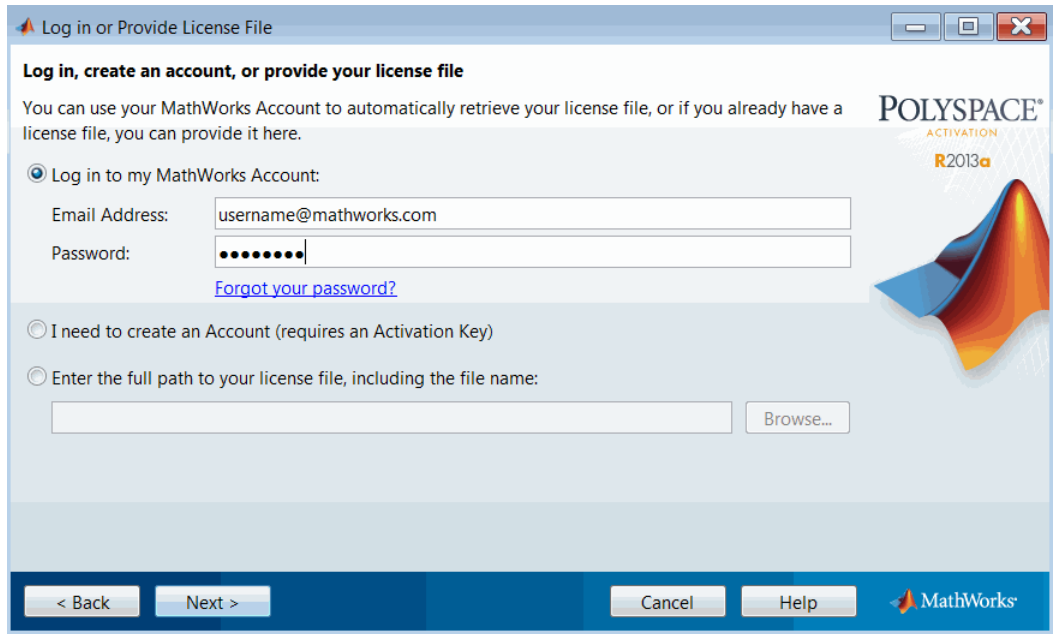 Log in or Provide License File
Log in, create an account, or provide your license file
You can use your MathWorks Account to automatically retrieve your license file, or if you already have a
license file, you can provide it here.
POLYSPACE®
ACTIVATION
R2013a
Log in to my MathWorks Account:
Email Address:
username@mathworks.com
Password:
••••••••
Forgot your password?
I need to create an Account (requires an Activation Key)
Enter the full path to your license file, including the file name:
Browse...
< Back
Next >
Cancel
Help
MathWorks